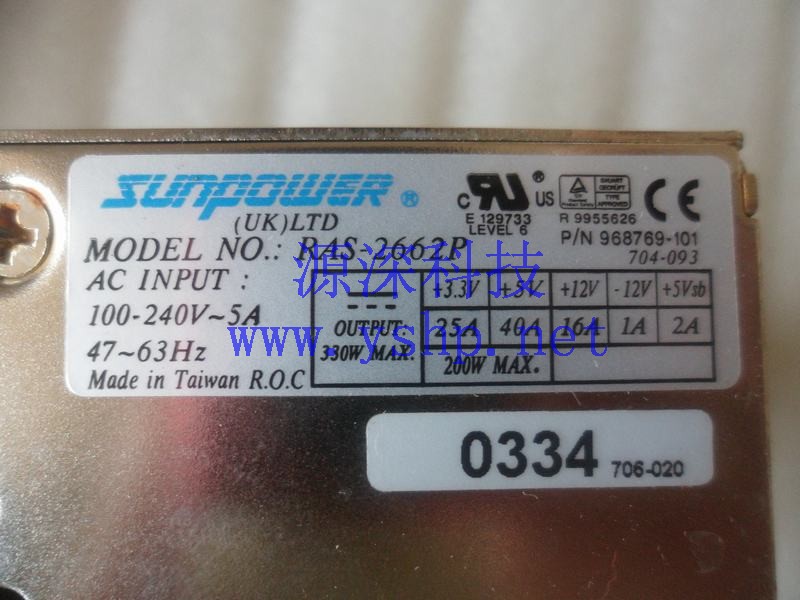 SUNPOWER ®
(UK)LTD
MODEL NO.: RAS-2662P
AC INPUT :
100-240V~5A
47~63Hz
Made in Taiwan R.O.C
c RU ® US
E 129733
LEVEL 6
R 9955626
CE
P/N 968769-101
704-093
+3.3V +5V +12V -12V +5Vsb
OUTPUT: 25A 40A 16A 1A 2A
330W MAX. 200W MAX.
源深科技
www.yshp.net
0334 706-020